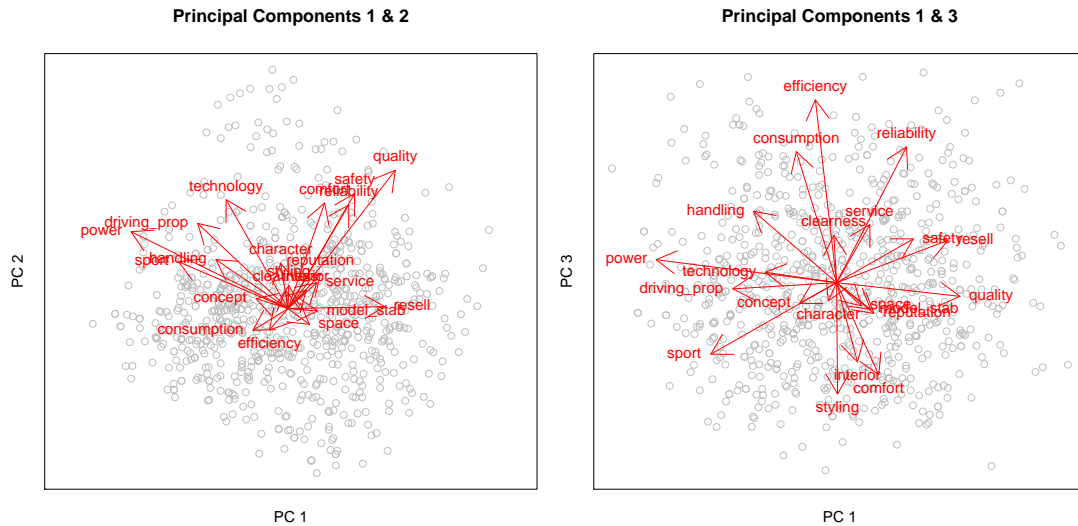 Principal Components 1 & 2
quality
safety
technology
comfort
reliability
driving_prop
power
character
sport
handling
reputation
styling
clearness
interior
service
concept
resell
model_stab
consumption
space
efficiency
PC 2
PC 1
Principal Components 1 & 3
efficiency
consumption
reliability
handling
service
clearness
safety
resell
power
technology
driving_prop
concept
quality
space
model_stab
character
reputation
sport
interior
comfort
styling
PC 3
PC 1